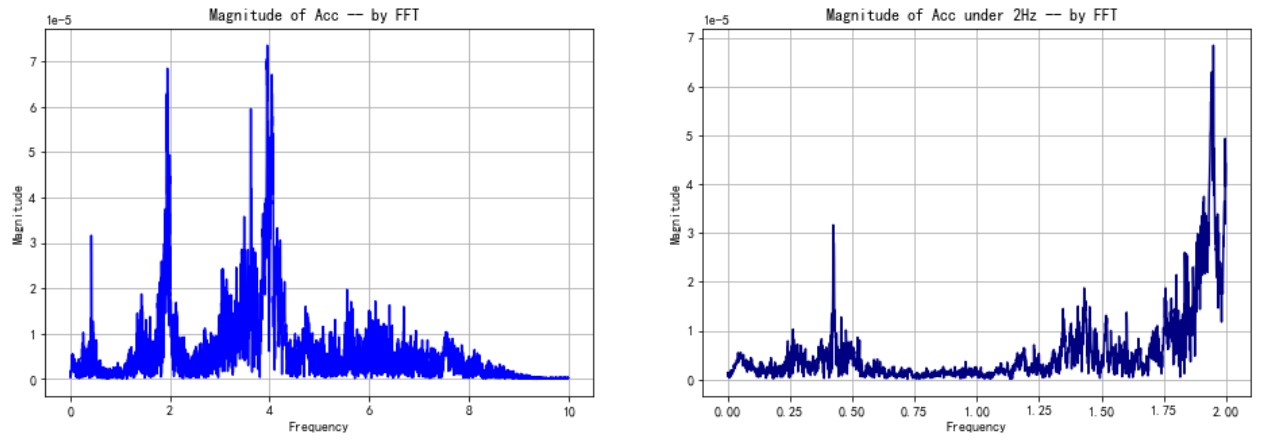 Magnitude of Acc -- by FFT
1e-5
7
6
5
4
3
2
1
0
Magnitude
0 2 4 6 8 10
Frequency
Magnitude of Acc under 2Hz -- by FFT
1e-5
7
6
5
4
3
2
1
0
Magnitude
0.00 0.25 0.50 0.75 1.00 1.25 1.50 1.75 2.00
Frequency